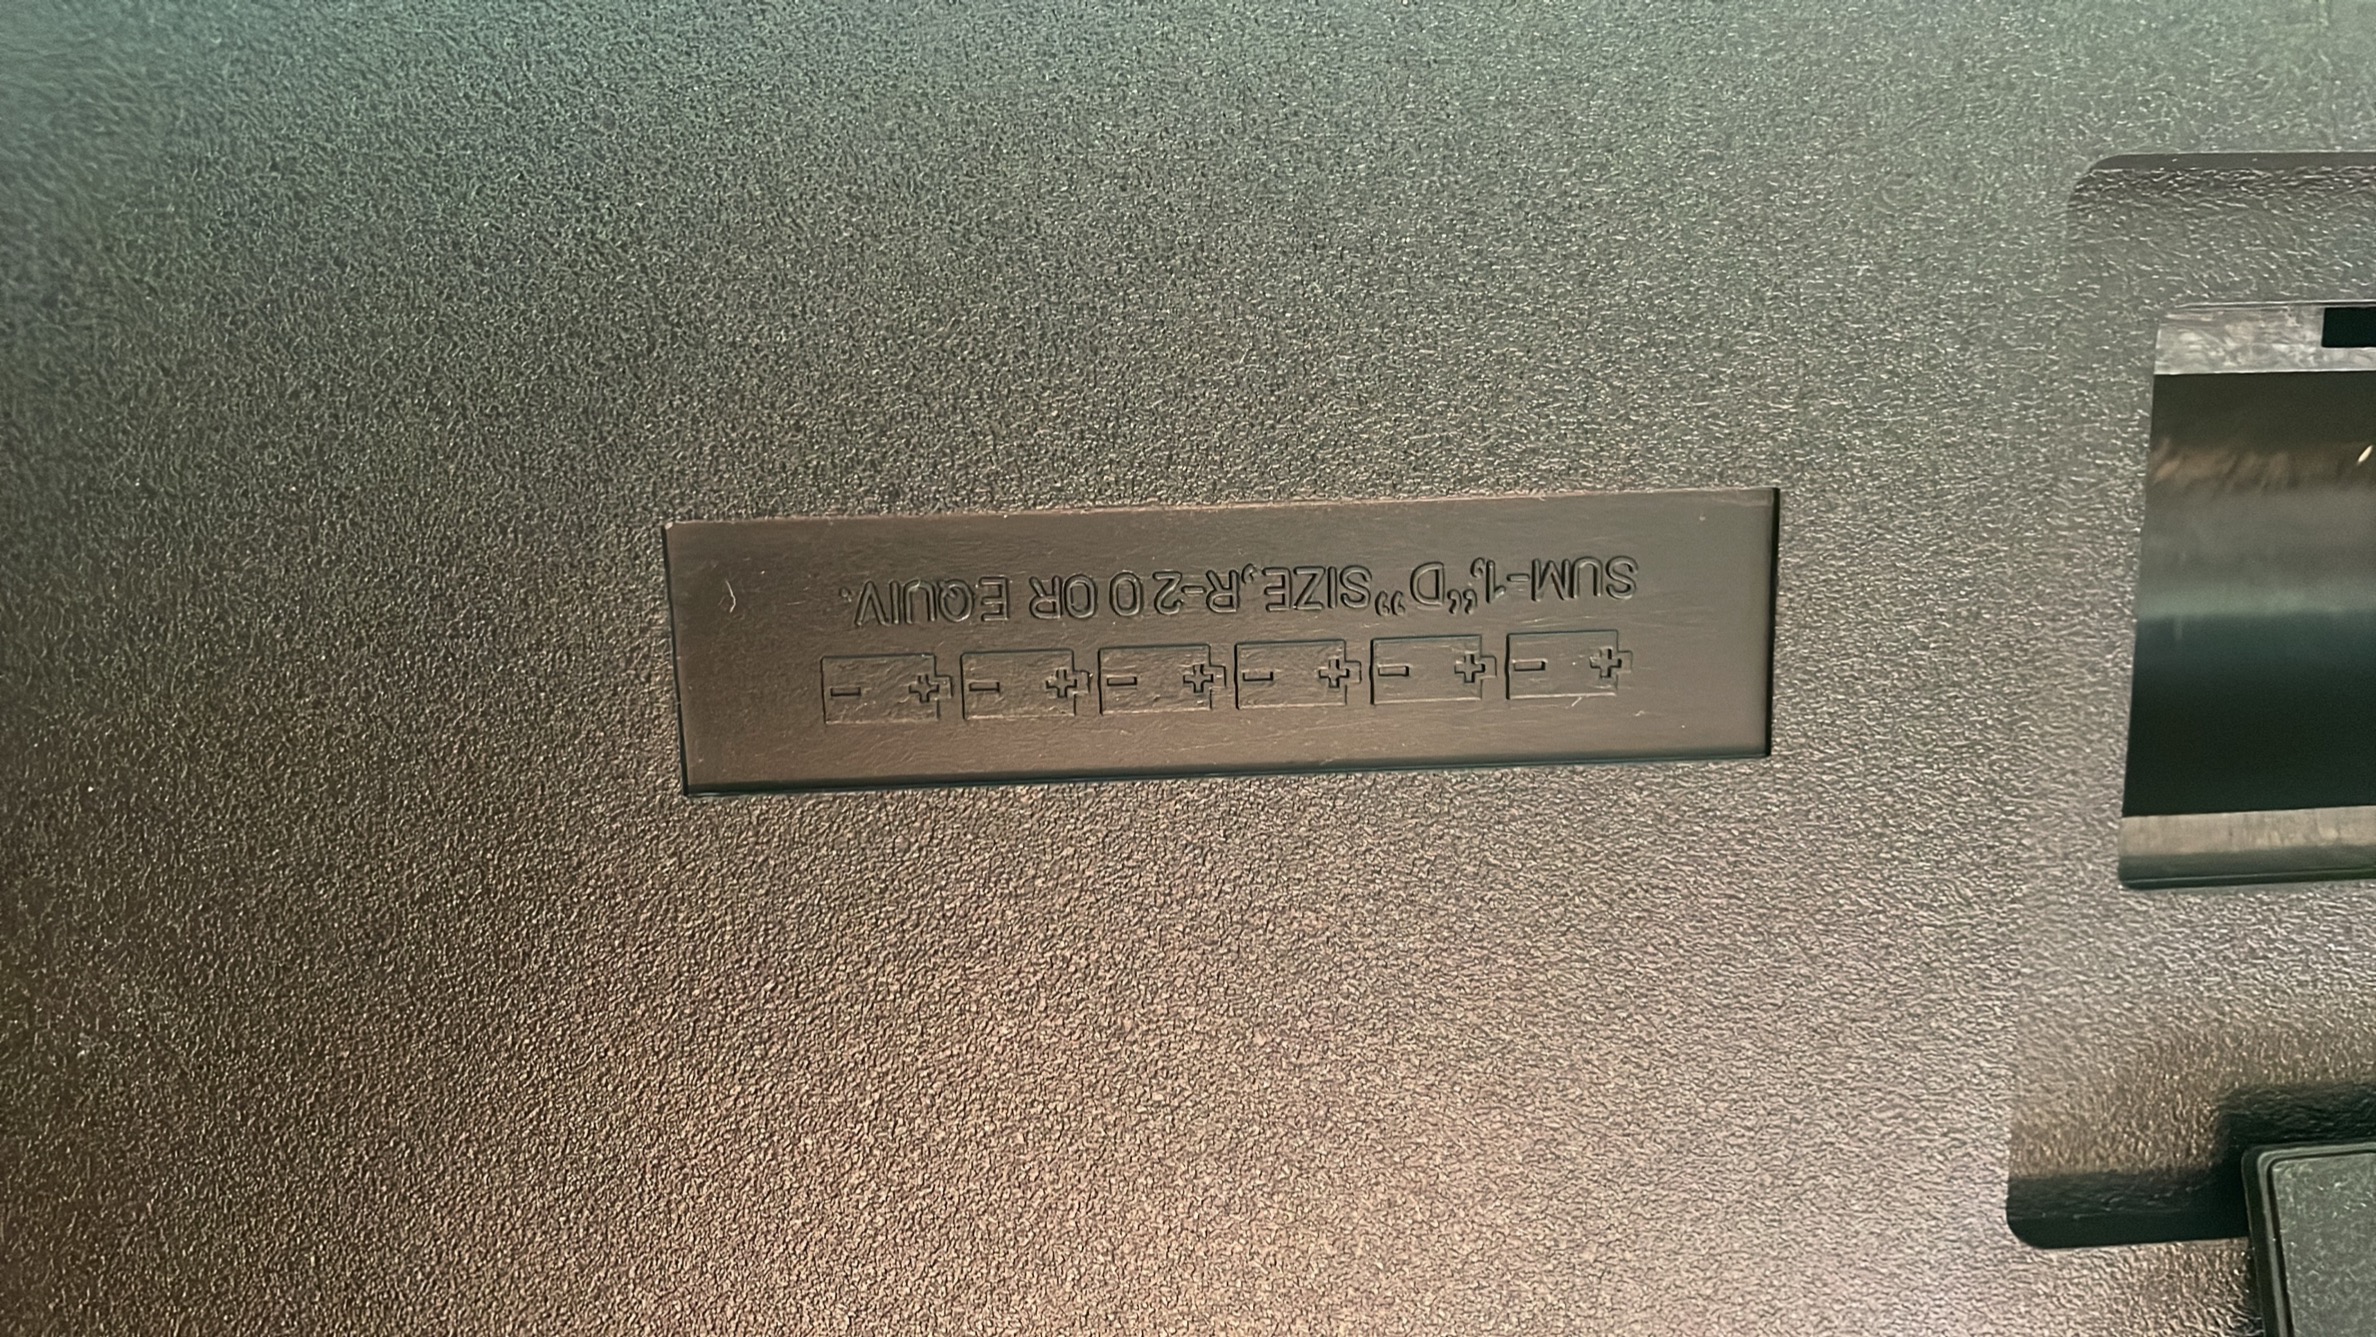 SUM-1,“D”SIZE,R-20 OR EQUIV.